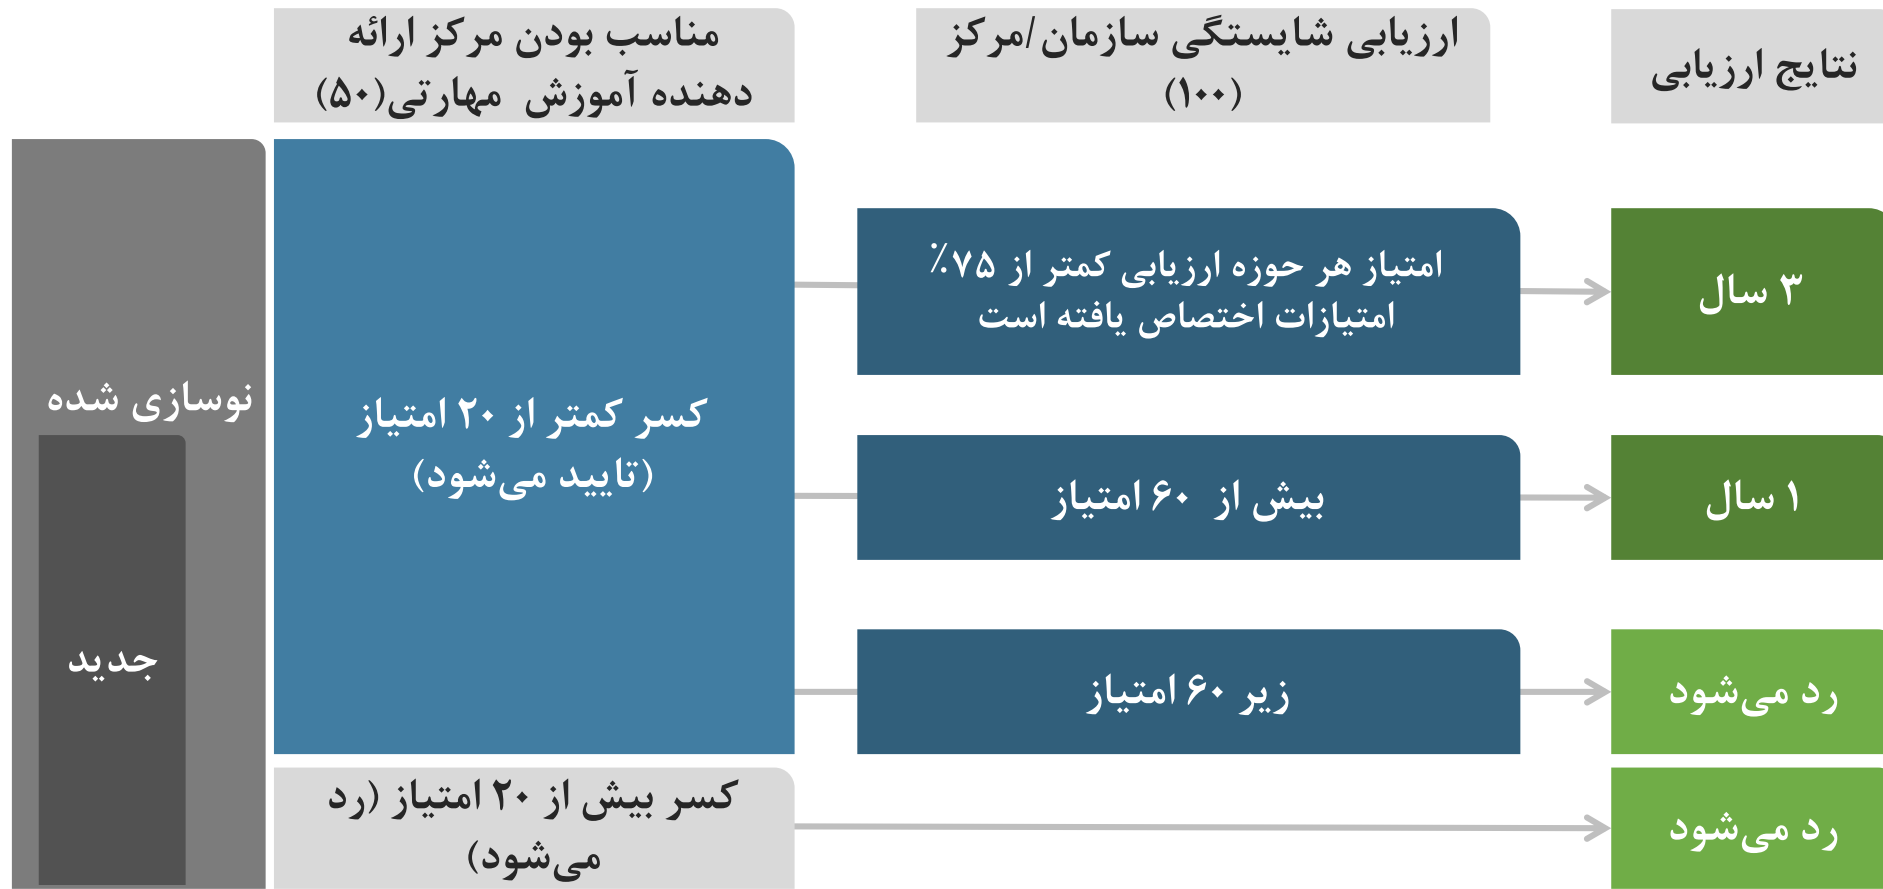 مناسب بودن مرکز ارائه
دهنده آموزش مهارتی(۵۰)
ارزیابی شایستگی سازمان/مرکز
(۱۰۰)
نتایج ارزیابی
نوسازی شده
جدید
کسر کمتر از ۲۰ امتیاز
(تایید می‌شود)
امتیاز هر حوزه ارزیابی کمتر از ۷۵٪
امتیازات اختصاص یافته است
۳ سال
بیش از ۶۰ امتیاز
۱ سال
زیر ۶۰ امتیاز
رد می‌شود
کسر بیش از ۲۰ امتیاز (رد
می‌شود)
رد می‌شود